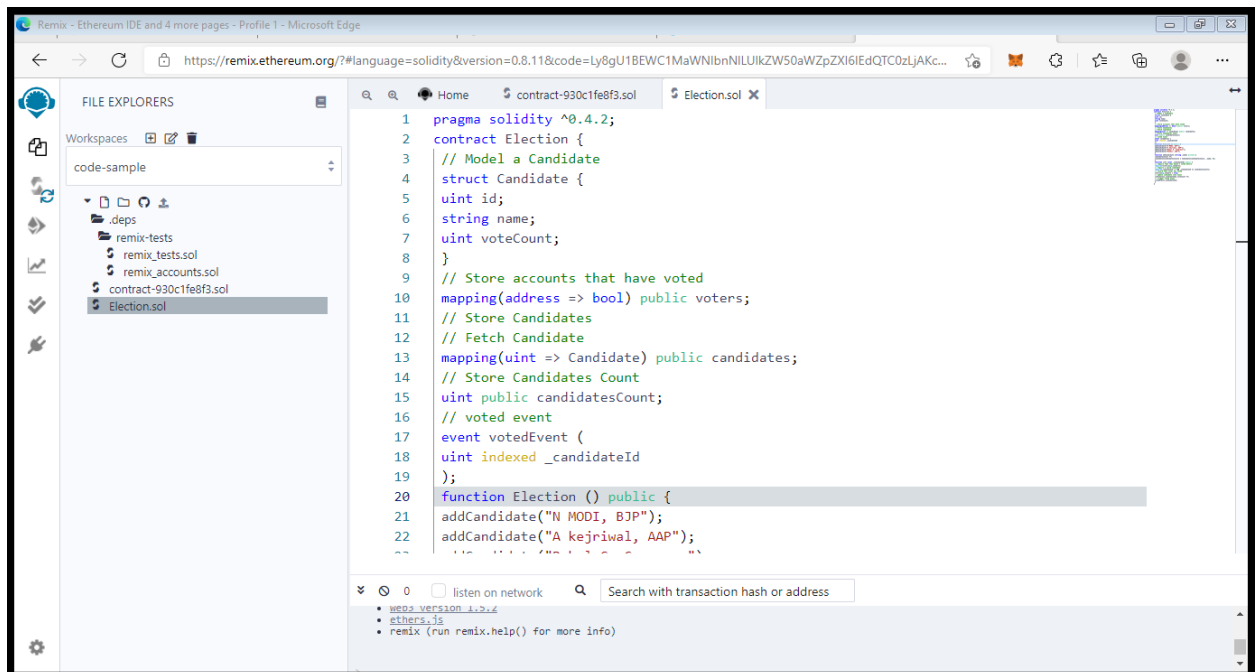 Remix - Ethereum IDE and 4 more pages - Profile 1 - Microsoft Edge
https://remix.ethereum.org/?#language=solidity&version=0.8.11&code=Ly8gU1BEWC1MaWNlbnNlLUlkZW50aWZpZXI6IEdQTC0zLjAKc...
FILE EXPLORERS
Workspaces
code-sample
.deps
remix-tests
remix_tests.sol
remix_accounts.sol
contract-930c1fe8f3.sol
Election.sol
Home contract-930c1fe8f3.sol Election.sol
1 pragma solidity ^0.4.2;
2 contract Election {
3 // Model a Candidate
4 struct Candidate {
5 uint id;
6 string name;
7 uint voteCount;
8 }
9 // Store accounts that have voted
10 mapping(address => bool) public voters;
11 // Store Candidates
12 // Fetch Candidate
13 mapping(uint => Candidate) public candidates;
14 // Store Candidates Count
15 uint public candidatesCount;
16 // voted event
17 event votedEvent (
18 uint indexed _candidateId
19 );
20 function Election () public {
21 addCandidate("N MODI, BJP");
22 addCandidate("A kejriwal, AAP");
0 listen on network Search with transaction hash or address
web3 version 1.5.2
ethers.js
remix (run remix.help() for more info)